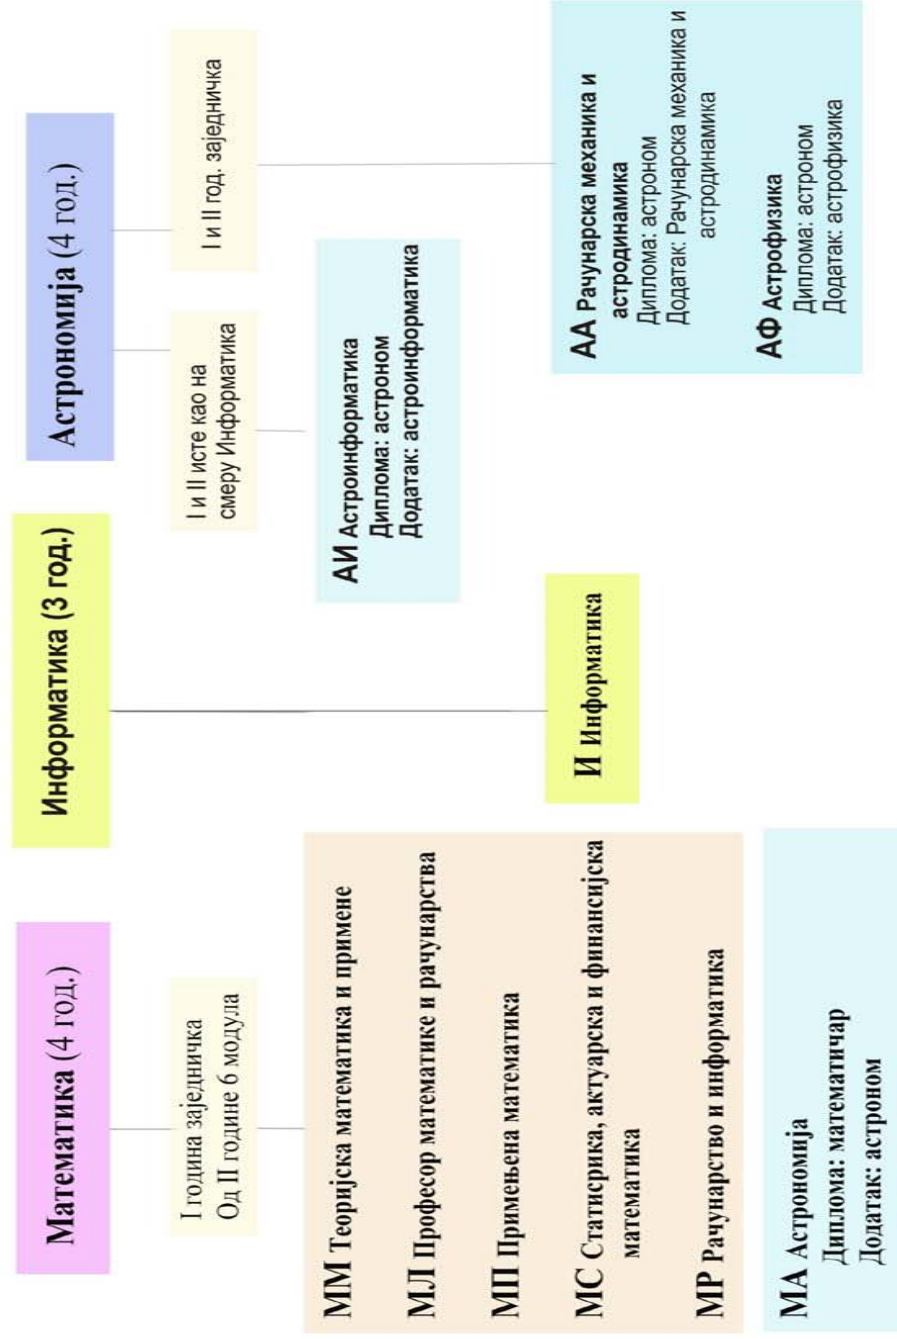 Математика (4 год.)
I година заједничка
Од II године 6 модула
ММ Теоријска математика и примене
МЛ Професор математике и рачунарства
МП Примењена математика
МС Статисрика, актуарска и финансијска
математика
МР Рачунарство и информатика
МА Астрономија
Диплома: математичар
Додатак: астроном
Информатика (3 год.)
И Информатика
Астрономија (4 год.)
I и II исте као на
смеру Информатика
АИ Астроинформатика
Диплома: астроном
Додатак: астроинформатика
I и II год. заједничка
АА Рачунарска механика и
астродинамика
Диплома: астроном
Додатак: Рачунарска механика и
астродинамика
АФ Астрофизика
Диплома: астроном
Додатак: астрофизика